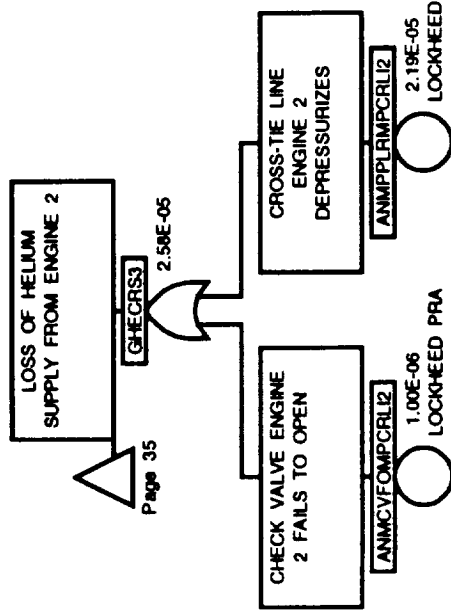 LOSS OF HELIUM
SUPPLY FROM ENGINE 2
GHECRS3
2.58E-05
Page 35
CHECK VALVE ENGINE
2 FAILS TO OPEN
ANMCVFOMPCRLI2
1.00E-06
LOCKHEED PRA
CROSS-TIE LINE
ENGINE 2
DEPRESSURIZES
ANMPPLRMPCRLI2
2.19E-05
LOCKHEED